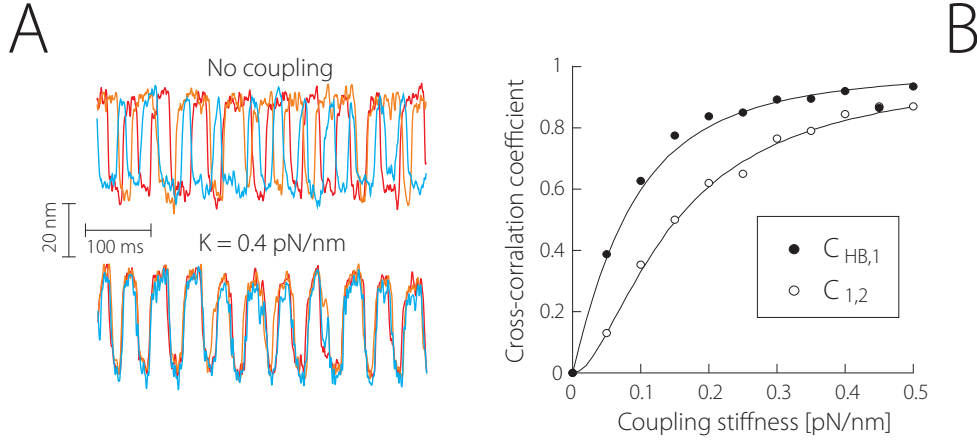 A
No coupling
20 nm
100 ms
K = 0.4 pN/nm
B
Cross-corralation coefficient
1
0.8
0.6
0.4
0.2
0
0
0.1
0.2
0.3
0.4
0.5
Coupling stiffness [pN/nm]
C HB,1
C 1,2